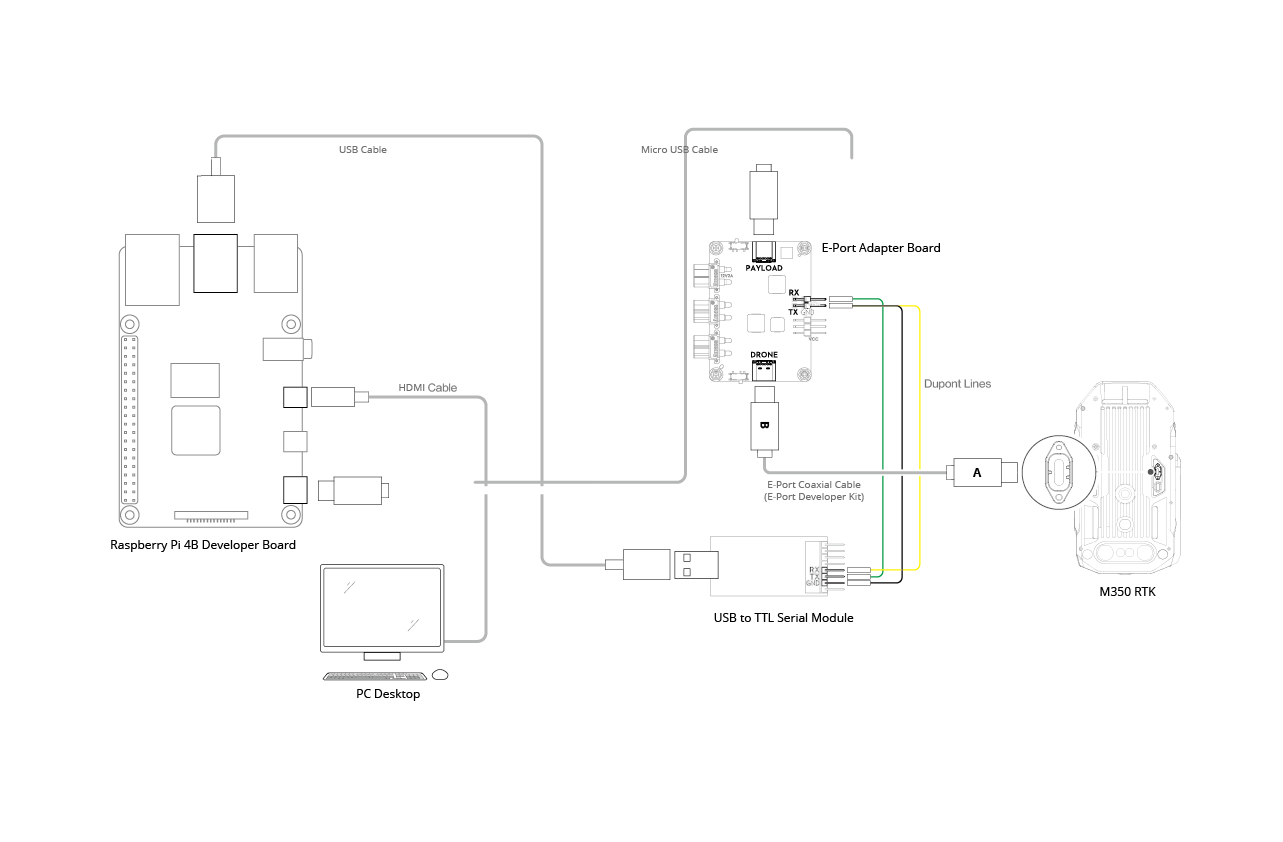 USB Cable
Micro USB Cable
E-Port Adapter Board
PAYLOAD
RX
TX GND
VCC
DRONE
HDMI Cable
Dupont Lines
B
A
E-Port Coaxial Cable
(E-Port Developer Kit)
Raspberry Pi 4B Developer Board
RX
TX
GND
M350 RTK
USB to TTL Serial Module
PC Desktop